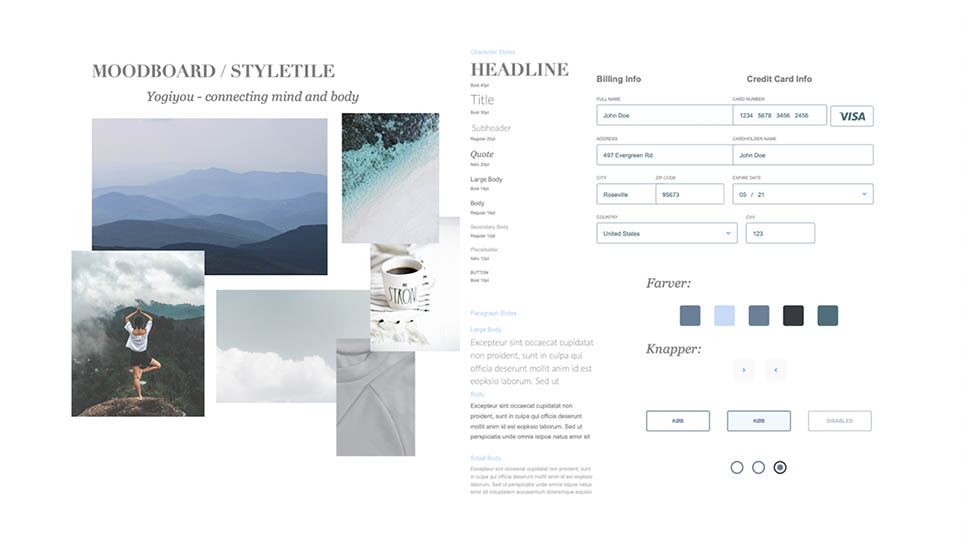 MOODBOARD / STYLETILE
Yogiyou - connecting mind and body
STRONG
Character Styles
HEADLINE
Bold 40pt
Title
Bold 30pt
Subheader
Regular 20pt
Quote
Italic 20pt
Large Body
Bold 14pt
Body
Regular 14pt
Secondary Body
Regular 12pt
Placeholder
Italic 12pt
BUTTON
Bold 10pt
Paragraph Styles
Large Body
Excepteur sint occaecat cupidatat
non proident, sunt in culpa qui
officia deserunt mollit anim id est
eopksio laborum. Sed ut
Body
Excepteur sint occaecat cupidatat non
proident, sunt in culpa qui officia deserunt
mollit anim id est eopksio laborum. Sed ut
perspiciatis unde omnis istpoe natus error sit
Small Body
Excepteur sint occaecat cupidatat non proident, sunt
in culpa qui officia deserunt mollit anim id est eopksio
laborum. Sed ut perspiciatis unde omnis istpoe natus
error sit voluptatem accusantium doloremque eopksio
Billing Info
FULL NAME
John Doe
ADDRESS
497 Evergreen Rd.
CITY
ZIP CODE
Roseville
95673
COUNTRY
United States
Credit Card Info
CARD NUMBER
1234 5678 3456 2456
VISA
CARDHOLDER NAME
John Doe
EXPIRE DATE
05 / 21
CVV
123
Farver:
Knapper:
KØB
KØB
DISABLED